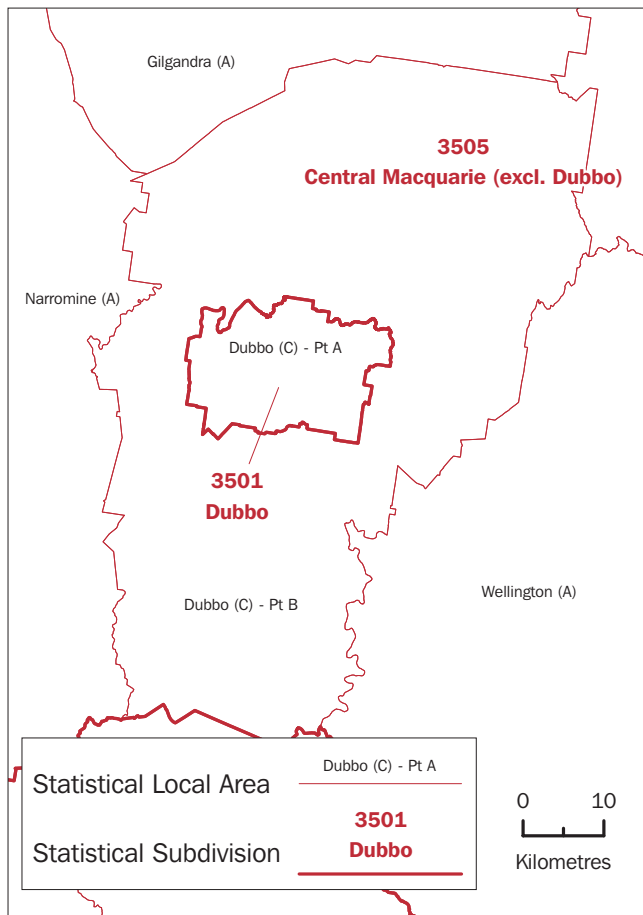 Gilgandra (A)
3505
Central Macquarie (excl. Dubbo)
Narromine (A)
Dubbo (C) - Pt A
3501
Dubbo
Dubbo (C) - Pt B
Wellington (A)
Statistical Local Area
Dubbo (C) - Pt A
Statistical Subdivision
3501
Dubbo
0 10
Kilometres